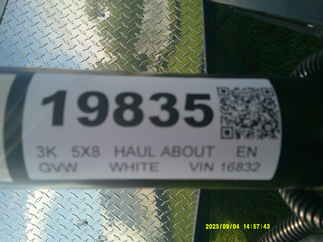 19835
3K 5X8 HAUL ABOUT EN
GVW WHITE VIN 16832
2023/09/04 14:57:43